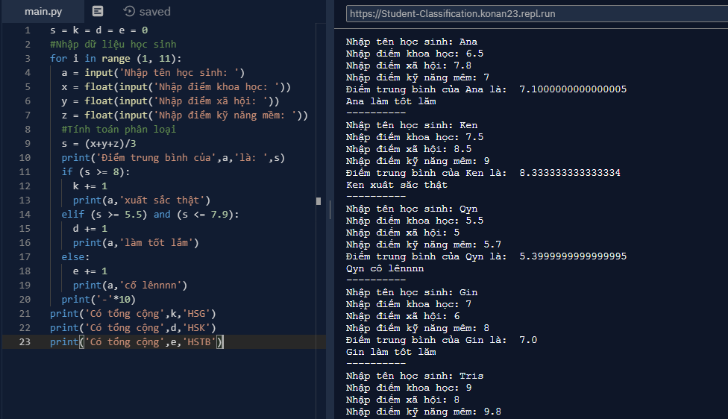 main.py
saved
https://Student-Classification.konan23.repl.run
1 s = k = d = e = 0
2 #Nhập dữ liệu học sinh
3 for i in range (1, 11):
4 a = input('Nhập tên học sinh: ')
5 x = float(input('Nhập điểm khoa học: '))
6 y = float(input('Nhập điểm xã hội: '))
7 z = float(input('Nhập điểm kỹ năng mềm: '))
8 #Tính toán phân loại
9 s = (x+y+z)/3
10 print('Điểm trung bình của',a,'là: ',s)
11 if (s >= 8):
12 k += 1
13 print(a,'xuất sắc thật')
14 elif (s >= 5.5) and (s <= 7.9):
15 d += 1
16 print(a,'làm tốt lắm')
17 else:
18 e += 1
19 print(a,'cố lênnnn')
20 print('-'*10)
21 print('Có tổng cộng',k,'HSG')
22 print('Có tổng cộng',d,'HSK')
23 print('Có tổng cộng',e,'HSTB')
Nhập tên học sinh: Ana
Nhập điểm khoa học: 6.5
Nhập điểm xã hội: 7.8
Nhập điểm kỹ năng mềm: 7
Điểm trung bình của Ana là:  7.1000000000000005
Ana làm tốt lắm
----------
Nhập tên học sinh: Ken
Nhập điểm khoa học: 7.5
Nhập điểm xã hội: 8.5
Nhập điểm kỹ năng mềm: 9
Điểm trung bình của Ken là:  8.333333333333334
Ken xuất sắc thật
----------
Nhập tên học sinh: Qyn
Nhập điểm khoa học: 5.5
Nhập điểm xã hội: 5
Nhập điểm kỹ năng mềm: 5.7
Điểm trung bình của Qyn là:  5.3999999999999995
Qyn cố lênnnn
----------
Nhập tên học sinh: Gin
Nhập điểm khoa học: 7
Nhập điểm xã hội: 6
Nhập điểm kỹ năng mềm: 8
Điểm trung bình của Gin là:  7.0
Gin làm tốt lắm
----------
Nhập tên học sinh: Tris
Nhập điểm khoa học: 9
Nhập điểm xã hội: 8
Nhập điểm kỹ năng mềm: 9.8